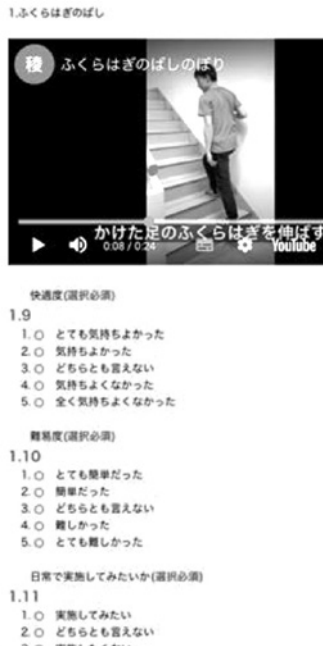 1.ふくらはぎのばし
稜 ふくらはぎのばしのぼり
かけた足のふくらはぎを伸ばす
0:08 / 0:24
YouTube
快適度(選択必須)
1.9
1. とても気持ちよかった
2. 気持ちよかった
3. どちらとも言えない
4. 気持ちよくなかった
5. 全く気持ちよくなかった
難易度(選択必須)
1.10
1. とても簡単だった
2. 簡単だった
3. どちらとも言えない
4. 難しかった
5. とても難しかった
日常で実施してみたいか(選択必須)
1.11
1. 実施してみたい
2. どちらとも言えない